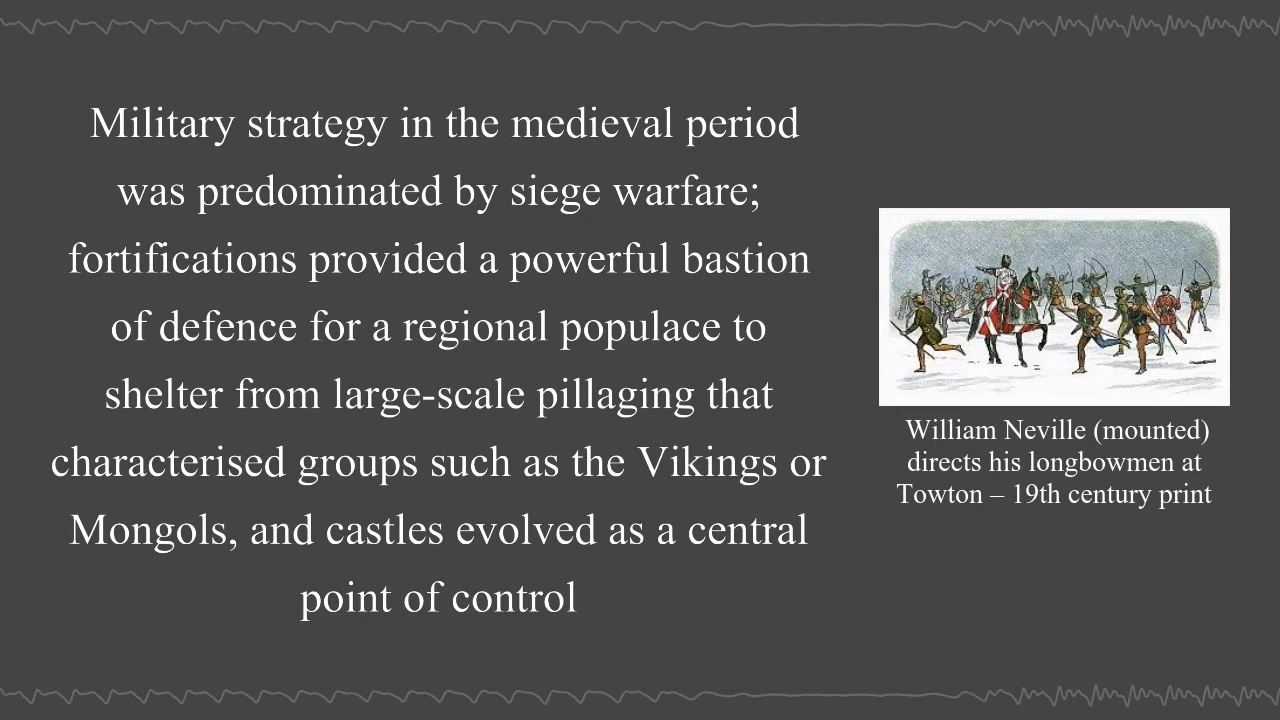 Military strategy in the medieval period
was predominated by siege warfare;
fortifications provided a powerful bastion
of defence for a regional populace to
shelter from large-scale pillaging that
characterised groups such as the Vikings or
Mongols, and castles evolved as a central
point of control
William Neville (mounted)
directs his longbowmen at
Towton – 19th century print